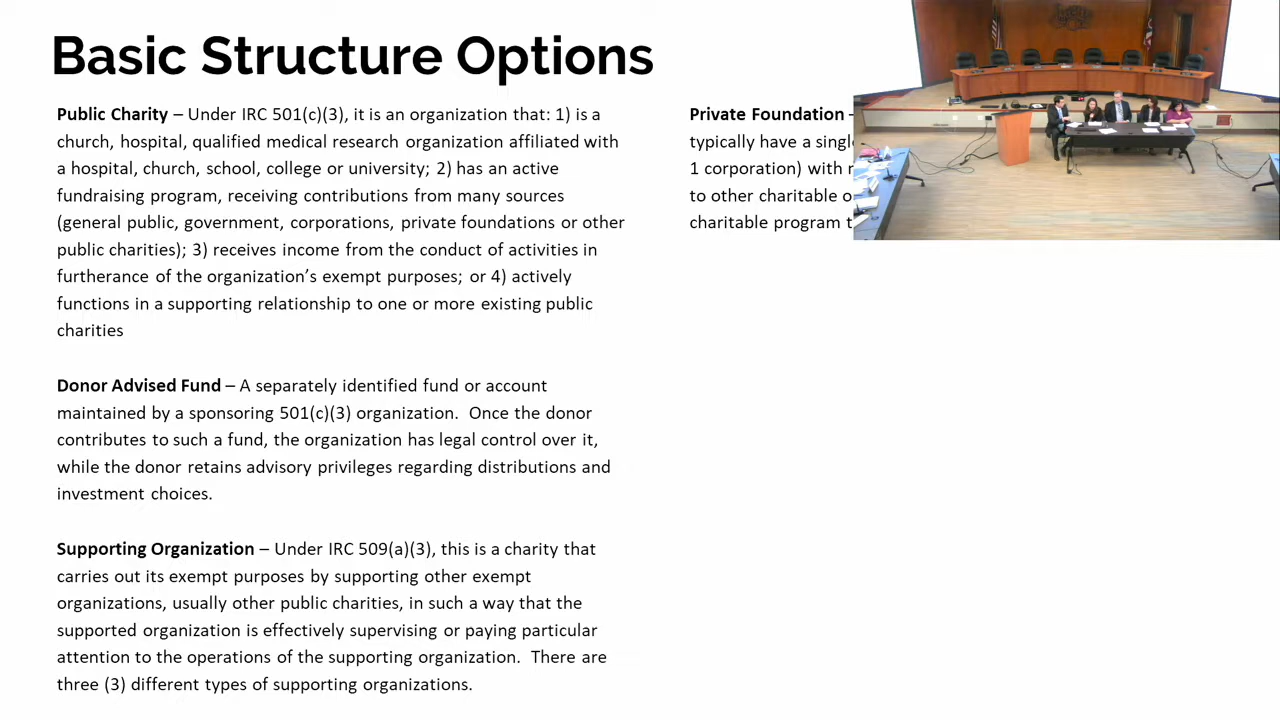 Basic Structure Options
Public Charity – Under IRC 501(c)(3), it is an organization that: 1) is a
church, hospital, qualified medical research organization affiliated with
a hospital, church, school, college or university; 2) has an active
fundraising program, receiving contributions from many sources
(general public, government, corporations, private foundations or other
public charities); 3) receives income from the conduct of activities in
furtherance of the organization’s exempt purposes; or 4) actively
functions in a supporting relationship to one or more existing public
charities
Donor Advised Fund – A separately identified fund or account
maintained by a sponsoring 501(c)(3) organization.  Once the donor
contributes to such a fund, the organization has legal control over it,
while the donor retains advisory privileges regarding distributions and
investment choices.
Supporting Organization – Under IRC 509(a)(3), this is a charity that
carries out its exempt purposes by supporting other exempt
organizations, usually other public charities, in such a way that the
supported organization is effectively supervising or paying particular
attention to the operations of the supporting organization.  There are
three (3) different types of supporting organizations.
Private Foundation –
typically have a singl
1 corporation) with
to other charitable
charitable program